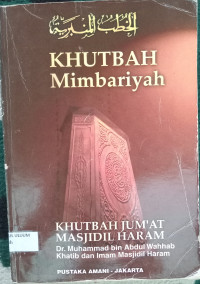 الخطب المنبرية
KHUTBAH
Mimbariyah
KHUTBAH JUM'AT
MASJIDIL HARAM
Dr. Muhammad bin Abdul Wahhab
Khatib dan Imam Masjidil Haram
PUSTAKA AMANI - JAKARTA